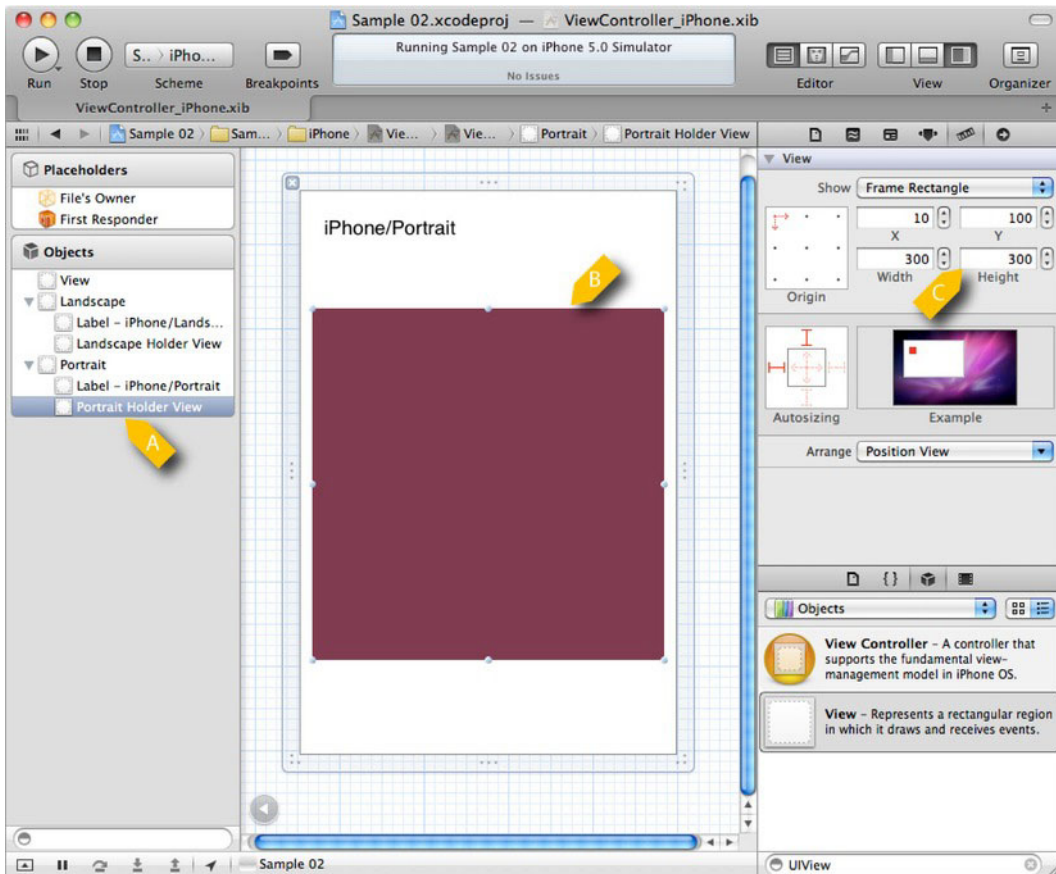 Sample 02.xcodeproj — ViewController_iPhone.xib
Running Sample 02 on iPhone 5.0 Simulator
No Issues
S.. › iPho...
Run Stop Scheme Breakpoints Editor View Organizer
ViewController_iPhone.xib
Sample 02 › Sam... › iPhone › Vie... › Vie... › Portrait › Portrait Holder View
Placeholders
File's Owner
First Responder
Objects
View
Landscape
Label – iPhone/Lands...
Landscape Holder View
Portrait
Label – iPhone/Portrait
Portrait Holder View
A
iPhone/Portrait
B
View
Show Frame Rectangle
10 100
X Y
300 300
Width Height
Origin
C
Autosizing Example
Arrange Position View
{}
Objects
View Controller – A controller that
supports the fundamental view-
management model in iPhone OS.
View – Represents a rectangular region
in which it draws and receives events.
Sample 02
UIView